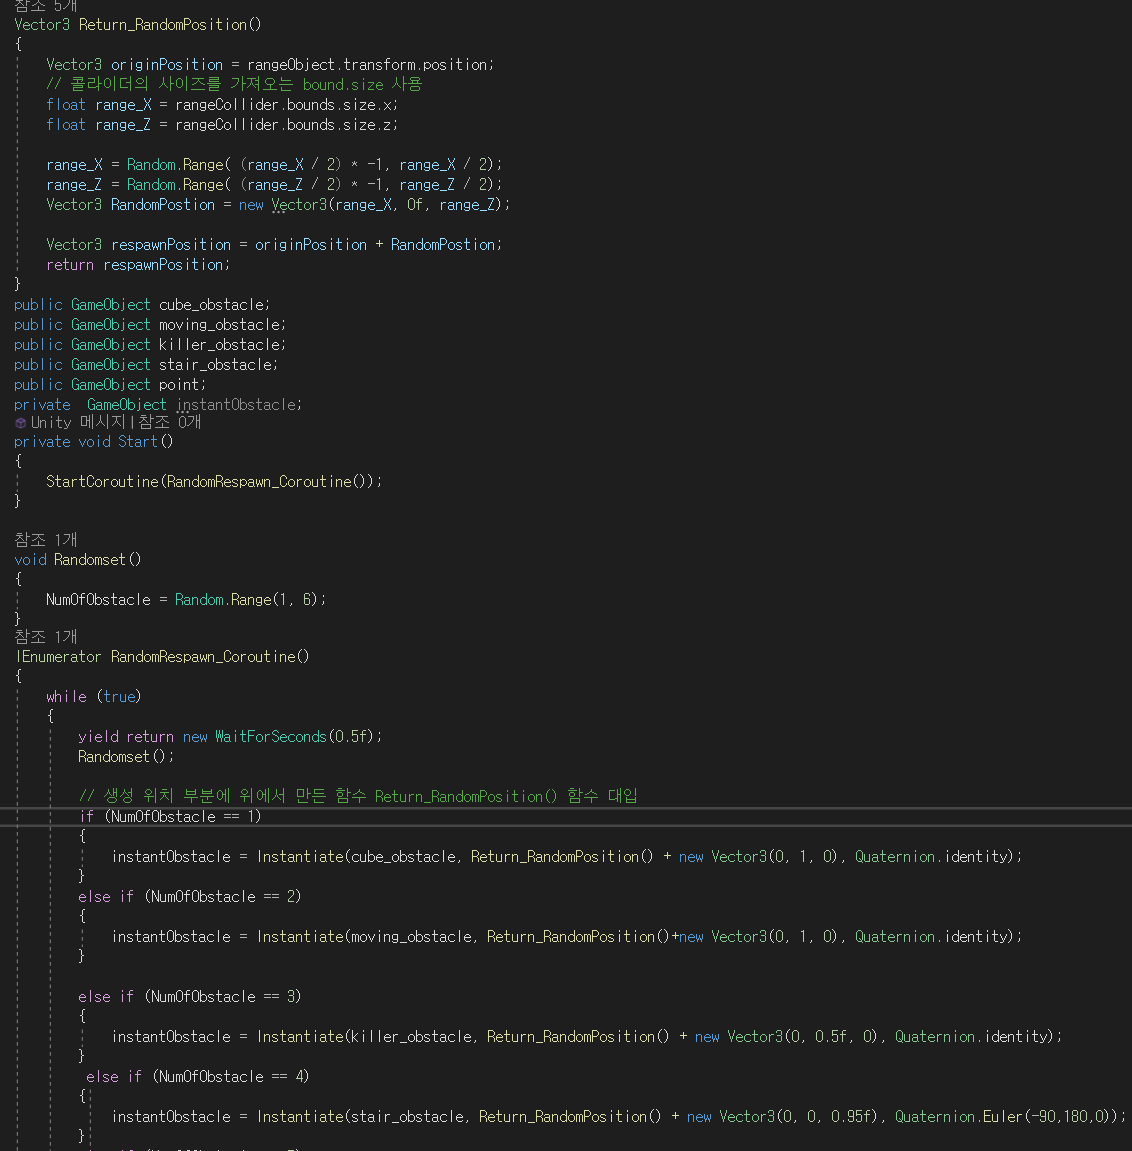 참조 5개
Vector3 Return_RandomPosition()
{
Vector3 originPosition = rangeObject.transform.position;
// 콜라이더의 사이즈를 가져오는 bound.size 사용
float range_X = rangeCollider.bounds.size.x;
float range_Z = rangeCollider.bounds.size.z;
range_X = Random.Range( (range_X / 2) * -1, range_X / 2);
range_Z = Random.Range( (range_Z / 2) * -1, range_Z / 2);
Vector3 RandomPostion = new Vector3(range_X, 0f, range_Z);
Vector3 respawnPosition = originPosition + RandomPostion;
return respawnPosition;
}
public GameObject cube_obstacle;
public GameObject moving_obstacle;
public GameObject killer_obstacle;
public GameObject stair_obstacle;
public GameObject point;
private  GameObject instantObstacle;
Unity 메시지|참조 0개
private void Start()
{
StartCoroutine(RandomRespawn_Coroutine());
}
참조 1개
void Randomset()
{
NumOfObstacle = Random.Range(1, 6);
}
참조 1개
IEnumerator RandomRespawn_Coroutine()
{
while (true)
{
yield return new WaitForSeconds(0.5f);
Randomset();
// 생성 위치 부분에 위에서 만든 함수 Return_RandomPosition() 함수 대입
if (NumOfObstacle == 1)
{
instantObstacle = Instantiate(cube_obstacle, Return_RandomPosition() + new Vector3(0, 1, 0), Quaternion.identity);
}
else if (NumOfObstacle == 2)
{
instantObstacle = Instantiate(moving_obstacle, Return_RandomPosition()+new Vector3(0, 1, 0), Quaternion.identity);
}
else if (NumOfObstacle == 3)
{
instantObstacle = Instantiate(killer_obstacle, Return_RandomPosition() + new Vector3(0, 0.5f, 0), Quaternion.identity);
}
else if (NumOfObstacle == 4)
{
instantObstacle = Instantiate(stair_obstacle, Return_RandomPosition() + new Vector3(0, 0, 0.95f), Quaternion.Euler(-90,180,0));
}